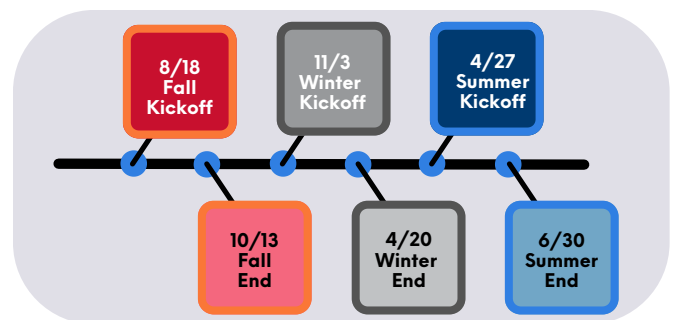 8/18
Fall
Kickoff
11/3
Winter
Kickoff
4/27
Summer
Kickoff
10/13
Fall
End
4/20
Winter
End
6/30
Summer
End